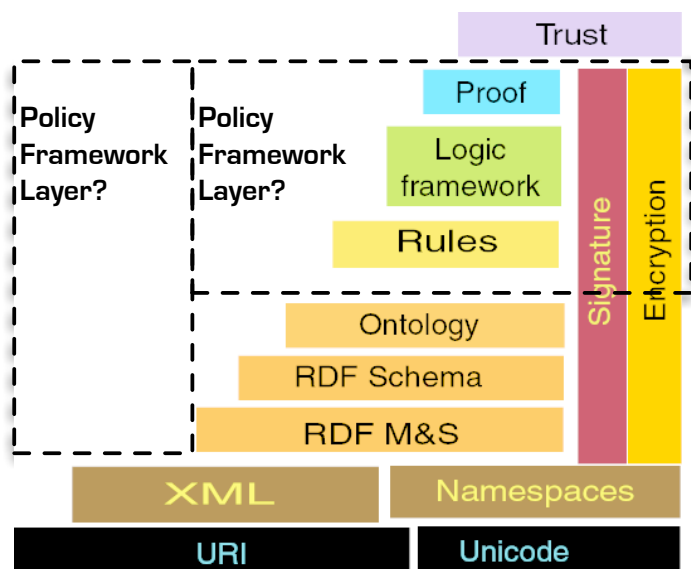 Trust
Policy
Framework
Layer?
Policy
Framework
Layer?
Proof
Logic
framework
Rules
Signature
Encryption
Ontology
RDF Schema
RDF M&S
XML
Namespaces
URI
Unicode